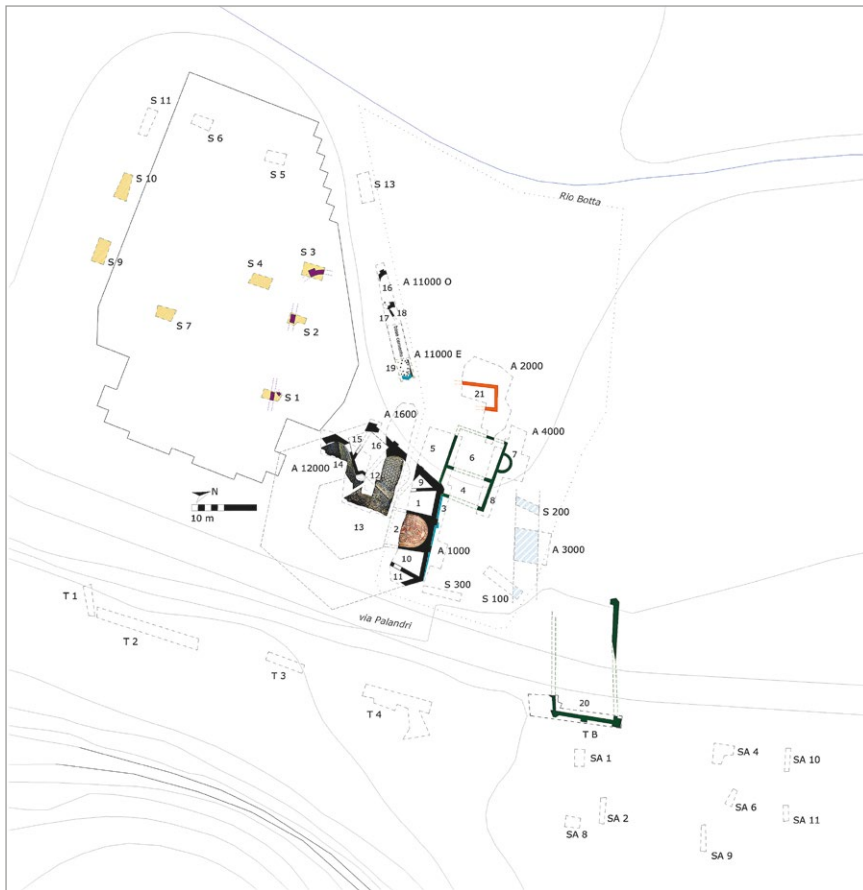 S 11
S 6
S 5
S 10
S 13
Rio Botta
S 9
S 4
S 3
16
A 11000 O
S 7
S 2
17
18
A 11000 E
19
A 2000
21
S 1
A 1600
A 4000
15
16
5
6
7
A 12000
14
12
9
4
8
N
1
3
10 m
13
2
S 200
A 3000
A 1000
10
11
S 300
S 100
T 1
via Palandri
T 2
T 3
T 4
20
T B
SA 1
SA 4
SA 10
SA 6
SA 2
SA 8
SA 11
SA 9